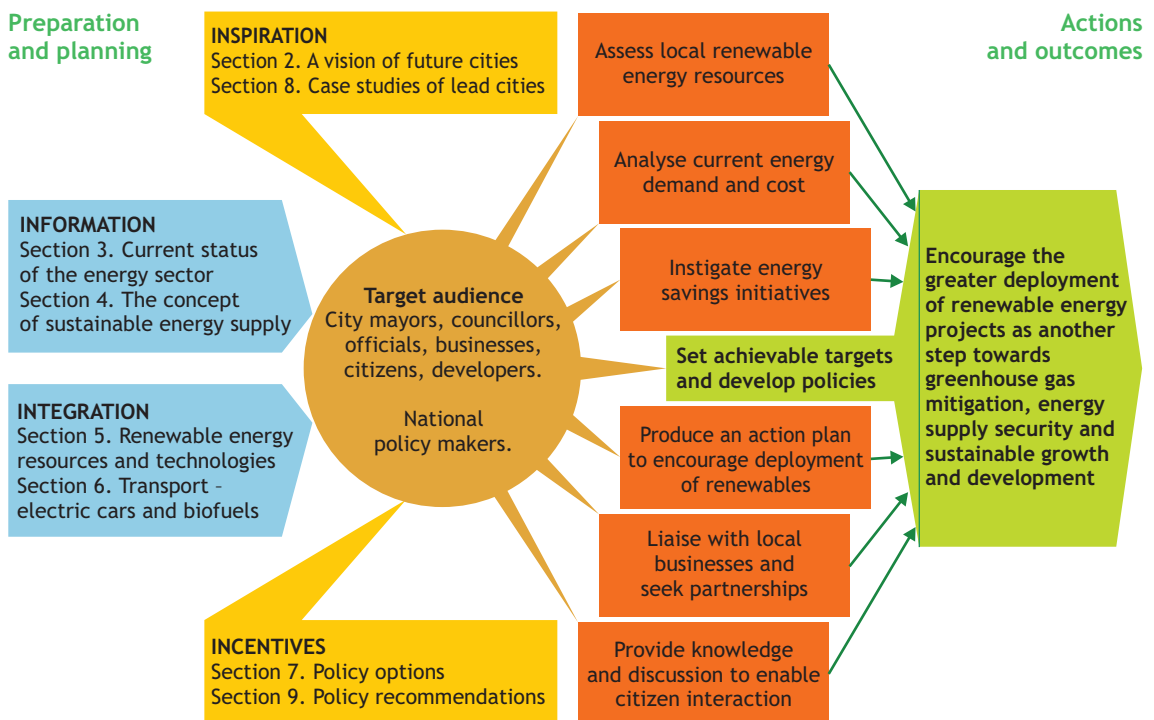 Preparation
and planning
INSPIRATION
Section 2. A vision of future cities
Section 8. Case studies of lead cities
INFORMATION
Section 3. Current status
of the energy sector
Section 4. The concept
of sustainable energy supply
INTEGRATION
Section 5. Renewable energy
resources and technologies
Section 6. Transport –
electric cars and biofuels
INCENTIVES
Section 7. Policy options
Section 9. Policy recommendations
Target audience
City mayors, councillors,
officials, businesses,
citizens, developers.
National
policy makers.
Actions
and outcomes
Assess local renewable
energy resources
Analyse current energy
demand and cost
Instigate energy
savings initiatives
Set achievable targets
and develop policies
Produce an action plan
to encourage deployment
of renewables
Liaise with local
businesses and
seek partnerships
Provide knowledge
and discussion to enable
citizen interaction
Encourage the
greater deployment
of renewable energy
projects as another
step towards
greenhouse gas
mitigation, energy
supply security and
sustainable growth
and development